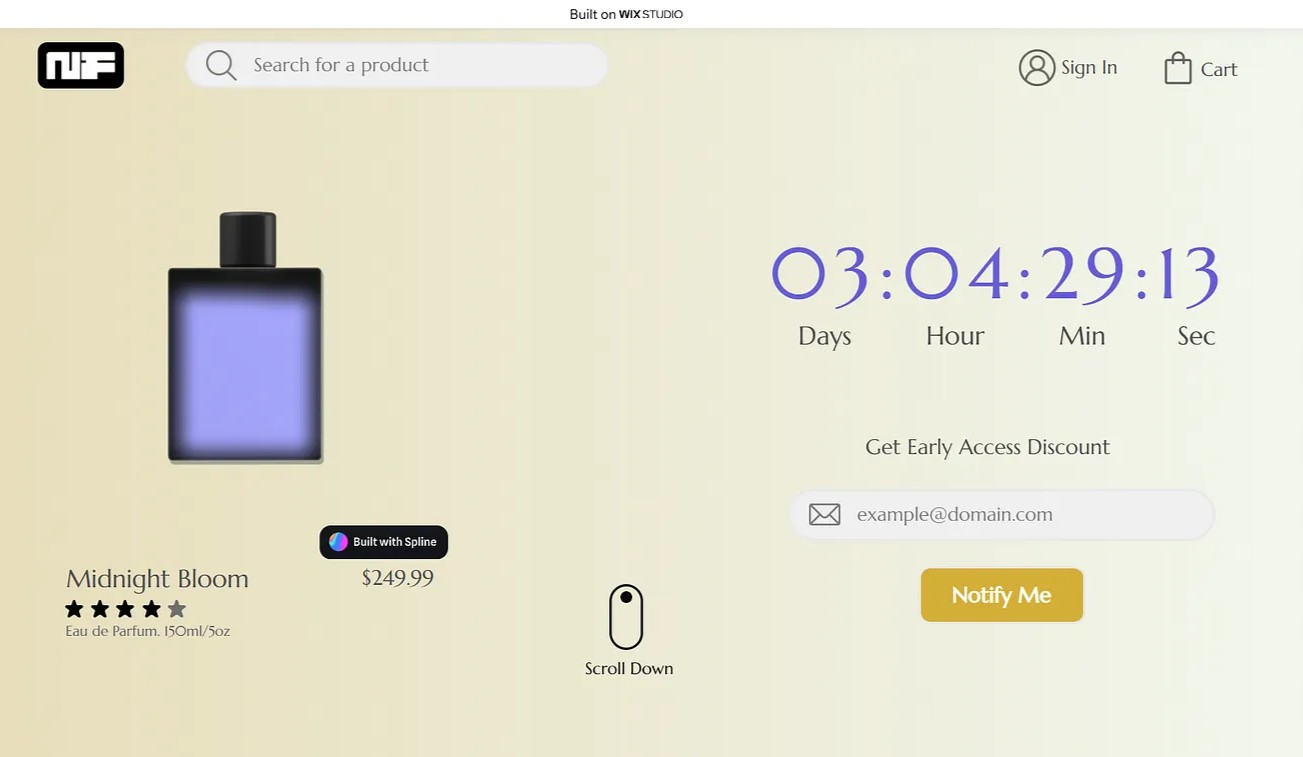 Built on WIX STUDIO
NF
Search for a product
Sign In
Cart
03:04:29:13
Days Hour Min Sec
Get Early Access Discount
example@domain.com
Notify Me
Built with Spline
Midnight Bloom
$249.99
Eau de Parfum. 150ml/5oz
Scroll Down